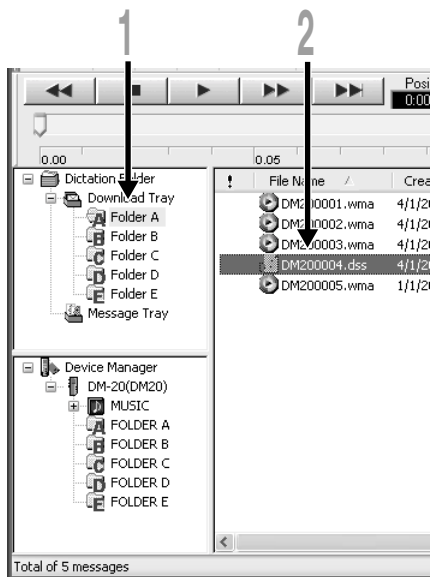 1 2
Posi
0:00
0.00 0.05
Dictation Folder
Download Tray
Folder A
Folder B
Folder C
Folder D
Folder E
Message Tray
! File Name Crea
DM200001.wma 4/1/20
DM200002.wma 4/1/20
DM200003.wma 4/1/20
DM200004.dss 4/1/20
DM200005.wma 1/1/20
Device Manager
DM-20(DM20)
MUSIC
FOLDER A
FOLDER B
FOLDER C
FOLDER D
FOLDER E
Total of 5 messages